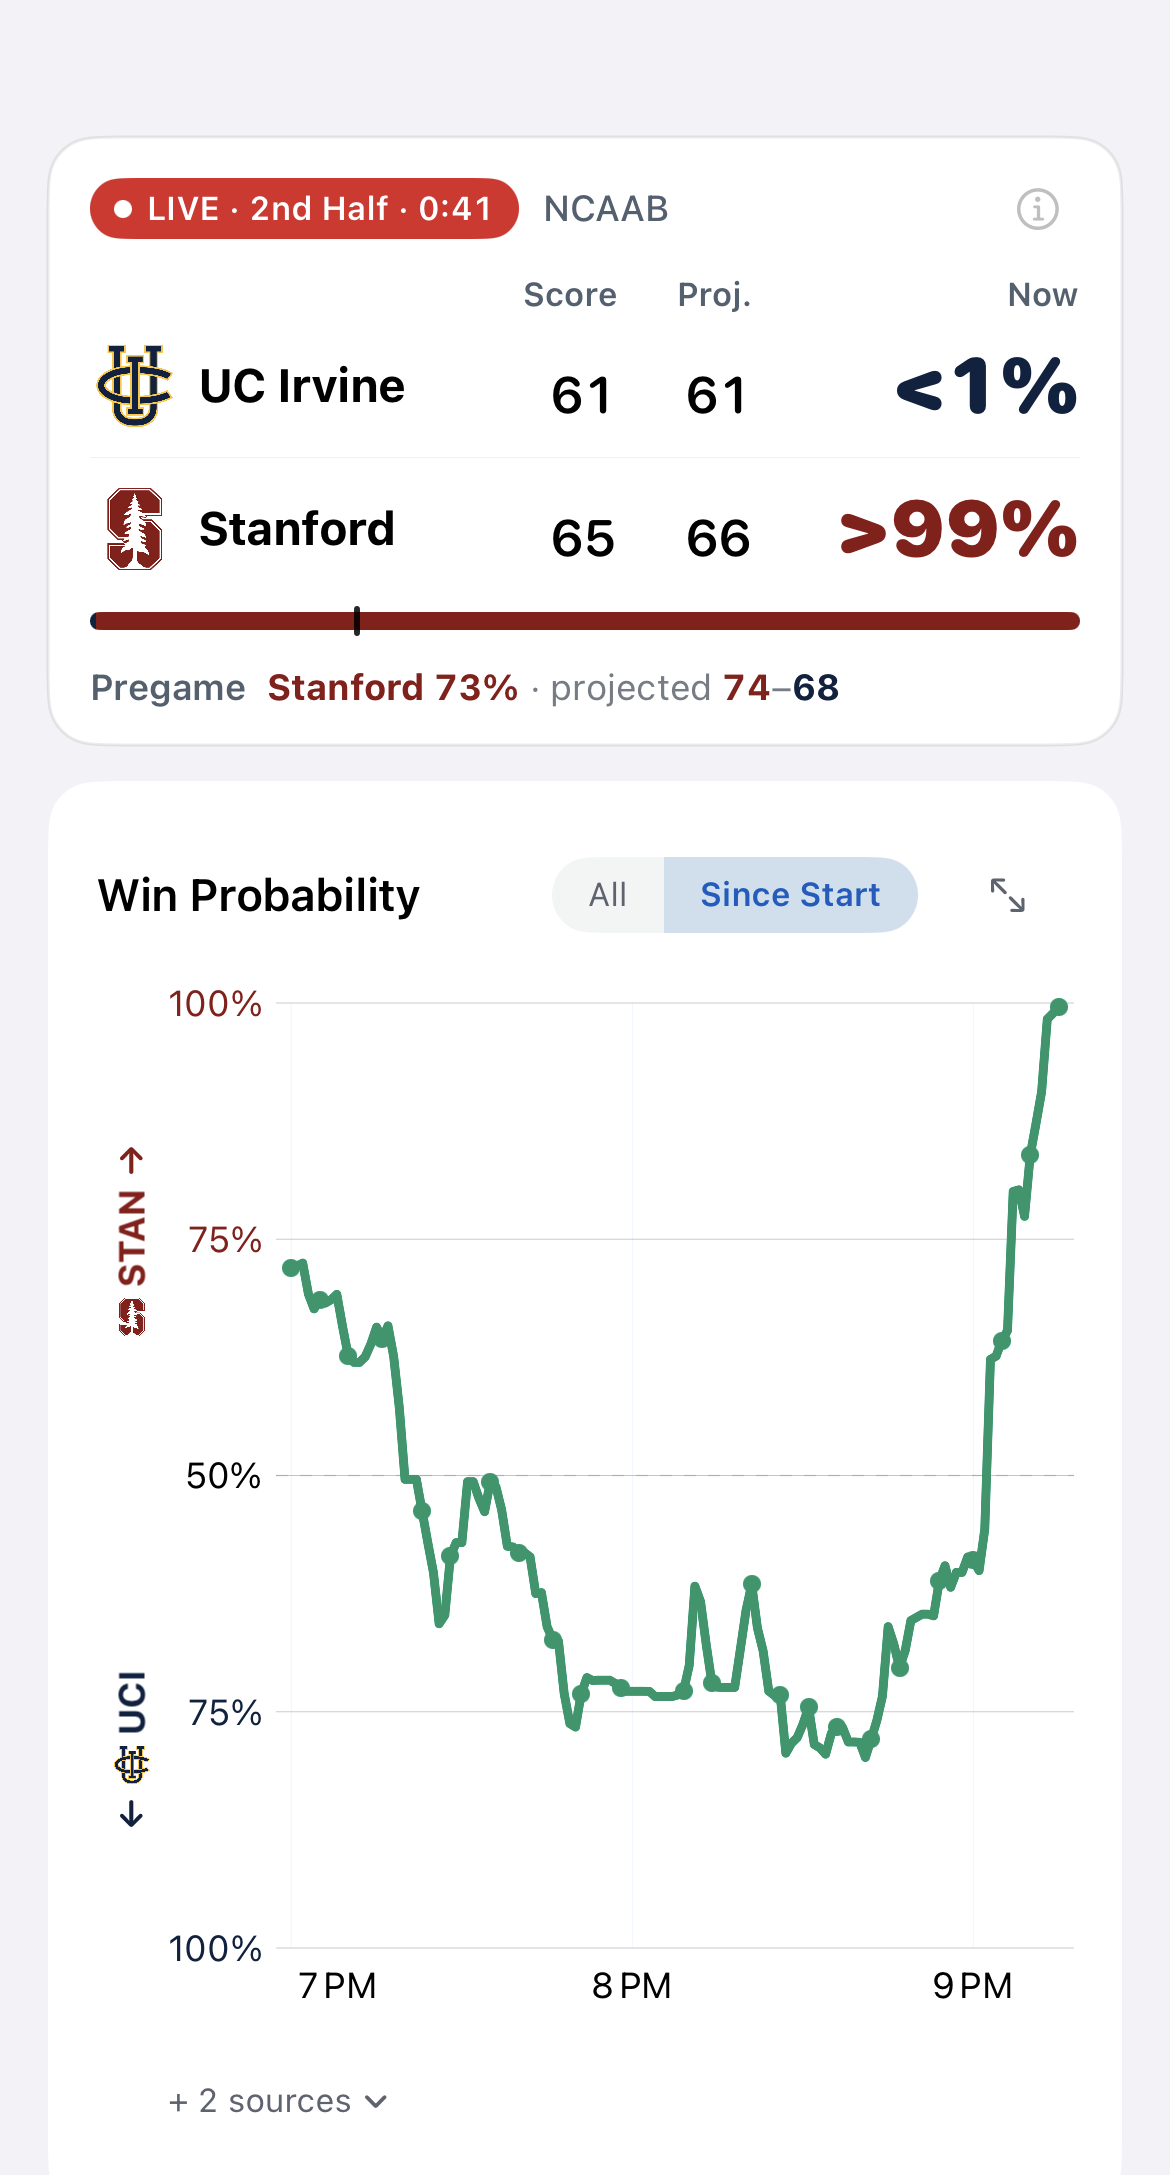 LIVE · 2nd Half · 0:41 NCAAB
Score Proj. Now
UC Irvine 61 61 <1%
Stanford 65 66 >99%
Pregame Stanford 73% · projected 74–68
Win Probability All Since Start
100%
75%
50%
75%
100%
STAN →
← UCI
7 PM 8 PM 9 PM
+ 2 sources